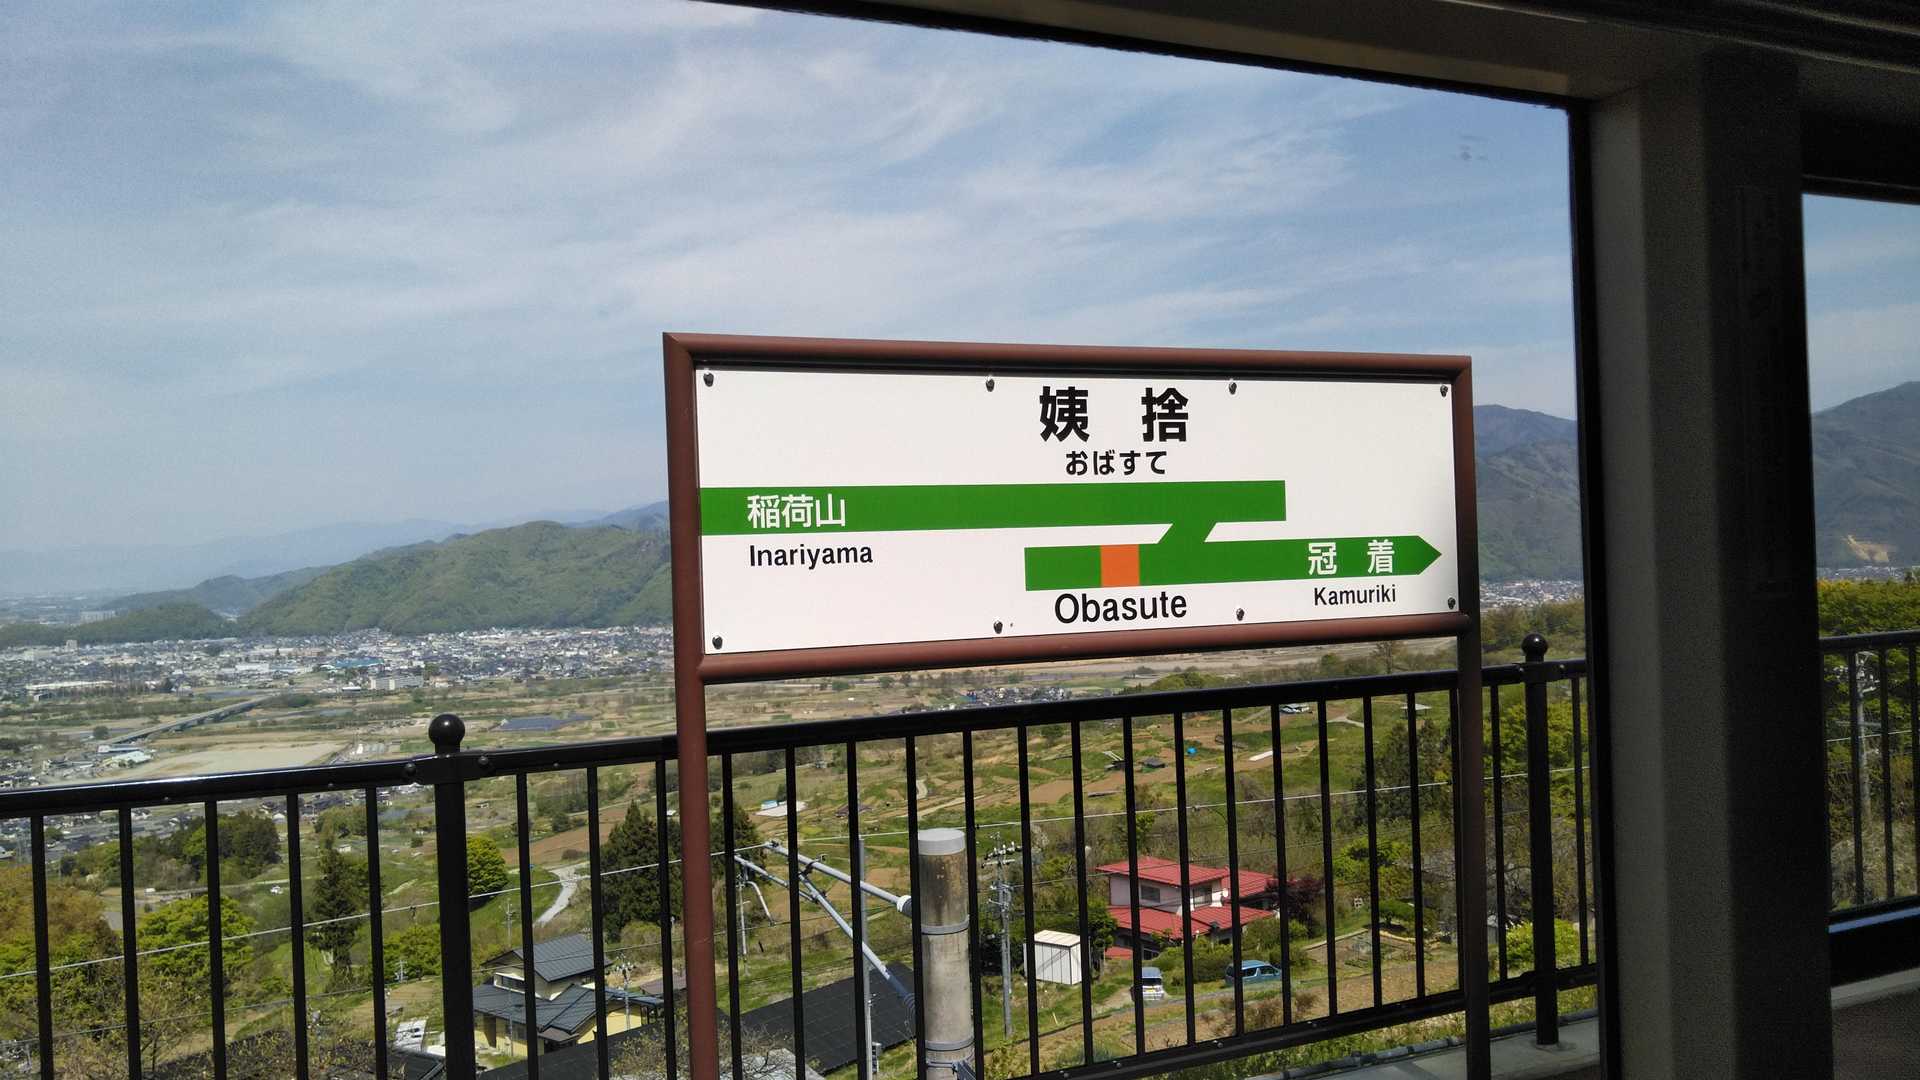 姨捨
おばすて
稲荷山
Inariyama
冠着
Obasute
Kamuriki